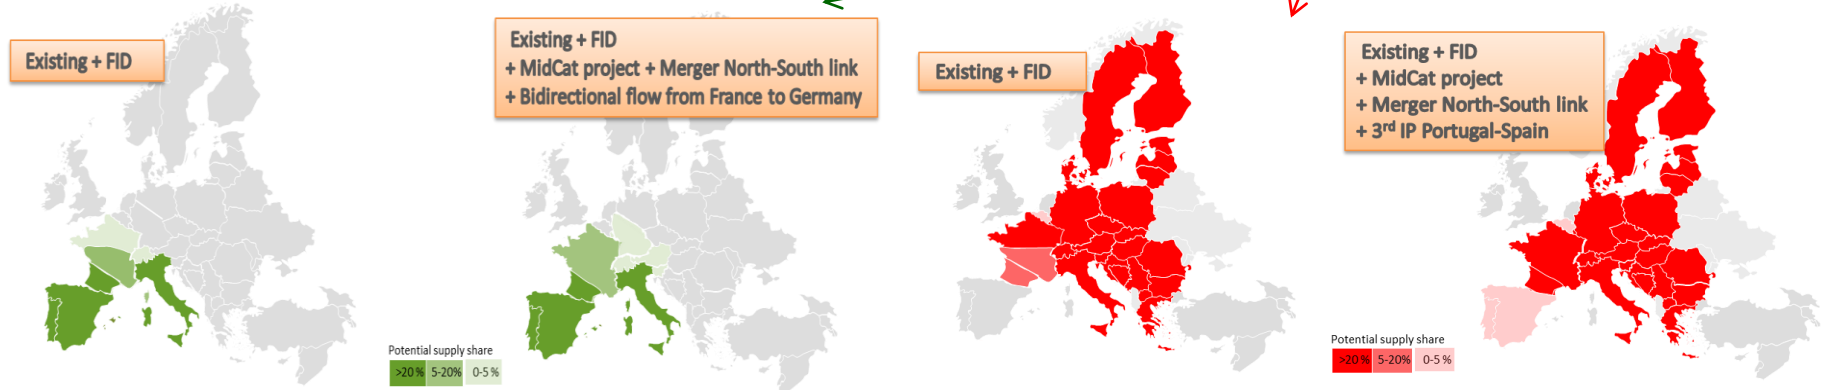 Existing + FID
Existing + FID
+ MidCat project + Merger North-South link
+ Bidirectional flow from France to Germany
Potential supply share
>20 % 5-20% 0-5 %
Existing + FID
Existing + FID
+ MidCat project
+ Merger North-South link
+ 3rd IP Portugal-Spain
Potential supply share
>20 % 5-20% 0-5 %